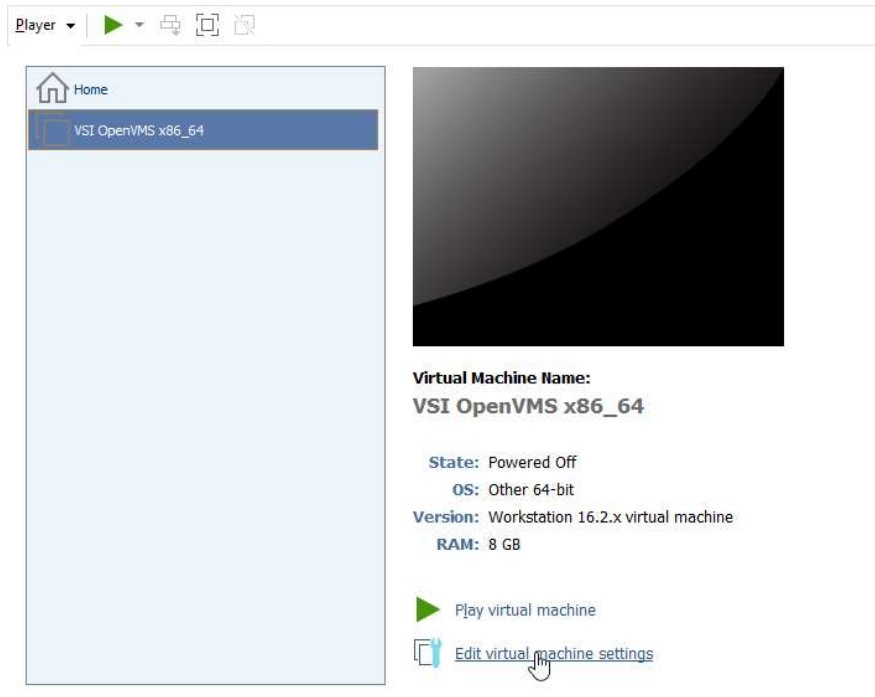 Player
Home
VSI OpenVMS x86_64
Virtual Machine Name:
VSI OpenVMS x86_64
State: Powered Off
OS: Other 64-bit
Version: Workstation 16.2.x virtual machine
RAM: 8 GB
Play virtual machine
Edit virtual machine settings